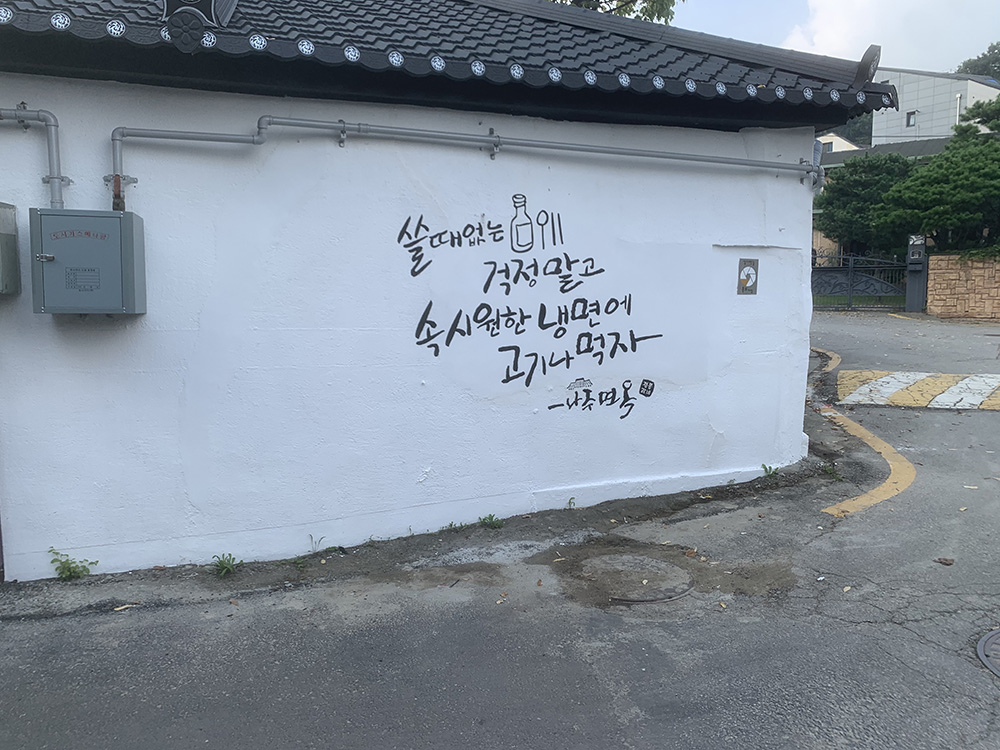 쓸때없는
걱정말고
속시원한 냉면에
고기나먹자
나주면옥